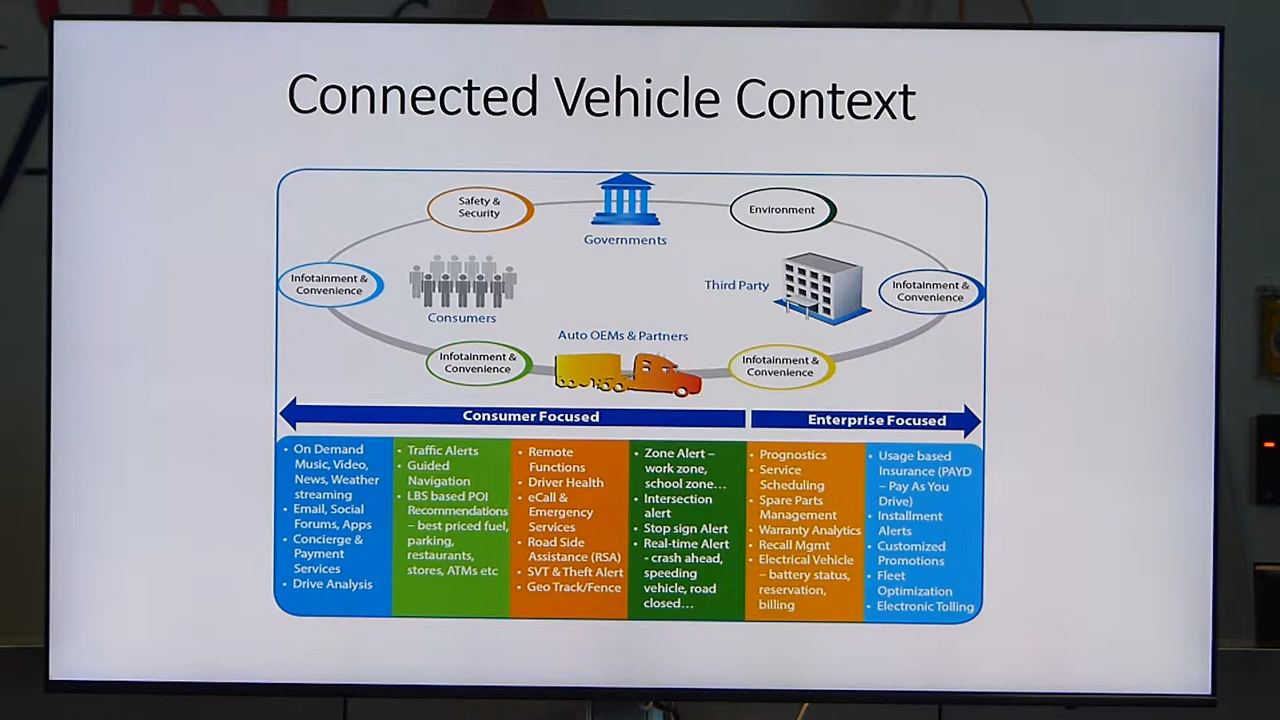 Connected Vehicle Context
Safety &
Security
Governments
Environment
Infotainment &
Convenience
Consumers
Third Party
Infotainment &
Convenience
Auto OEMs & Partners
Infotainment &
Convenience
Infotainment &
Convenience
Consumer Focused
Enterprise Focused
• On Demand
Music, Video,
News, Weather
streaming
• Email, Social
Forums, Apps
• Concierge &
Payment
Services
• Drive Analysis
• Traffic Alerts
• Guided
Navigation
• LBS based POI
Recommendations
– best priced fuel,
parking,
restaurants,
stores, ATMs etc
• Remote
Functions
• Driver Health
• eCall &
Emergency
Services
• Road Side
Assistance (RSA)
• SVT & Theft Alert
• Geo Track/Fence
• Zone Alert –
work zone,
school zone…
• Intersection
alert
• Stop sign Alert
• Real-time Alert
- crash ahead,
speeding
vehicle, road
closed…
• Prognostics
• Service
Scheduling
• Spare Parts
Management
• Warranty Analytics
• Recall Mgmt
• Electrical Vehicle
– battery status,
reservation,
billing
• Usage based
Insurance (PAYD
– Pay As You
Drive)
• Installment
Alerts
• Customized
Promotions
• Fleet
Optimization
• Electronic Tolling